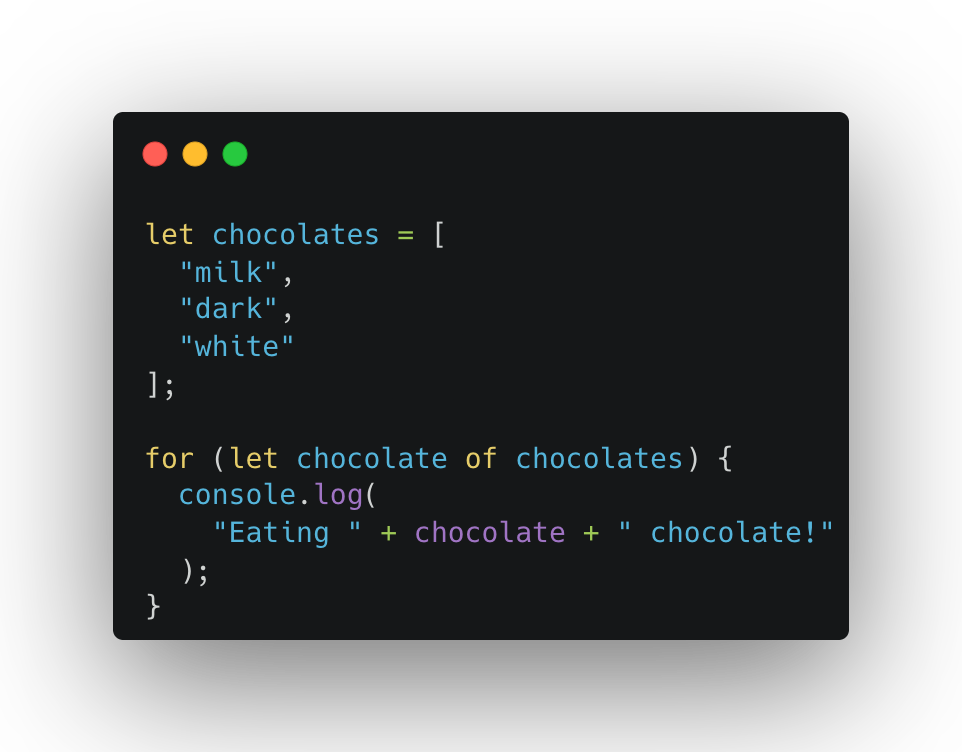 let chocolates = [
  "milk",
  "dark",
  "white"
];

for (let chocolate of chocolates) {
  console.log(
    "Eating " + chocolate + " chocolate!"
  );
}